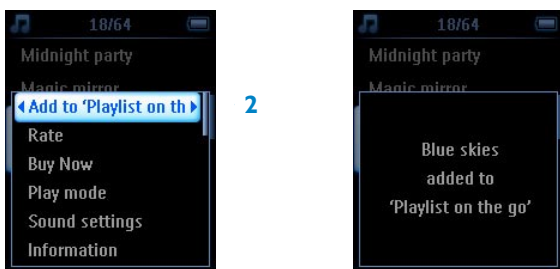 18/64
Midnight party
Magic mirror
Add to ‘Playlist on th
Rate
Buy Now
Play mode
Sound settings
Information
2
18/64
Midnight party
Magic mirror
Blue skies
added to
‘Playlist on the go’